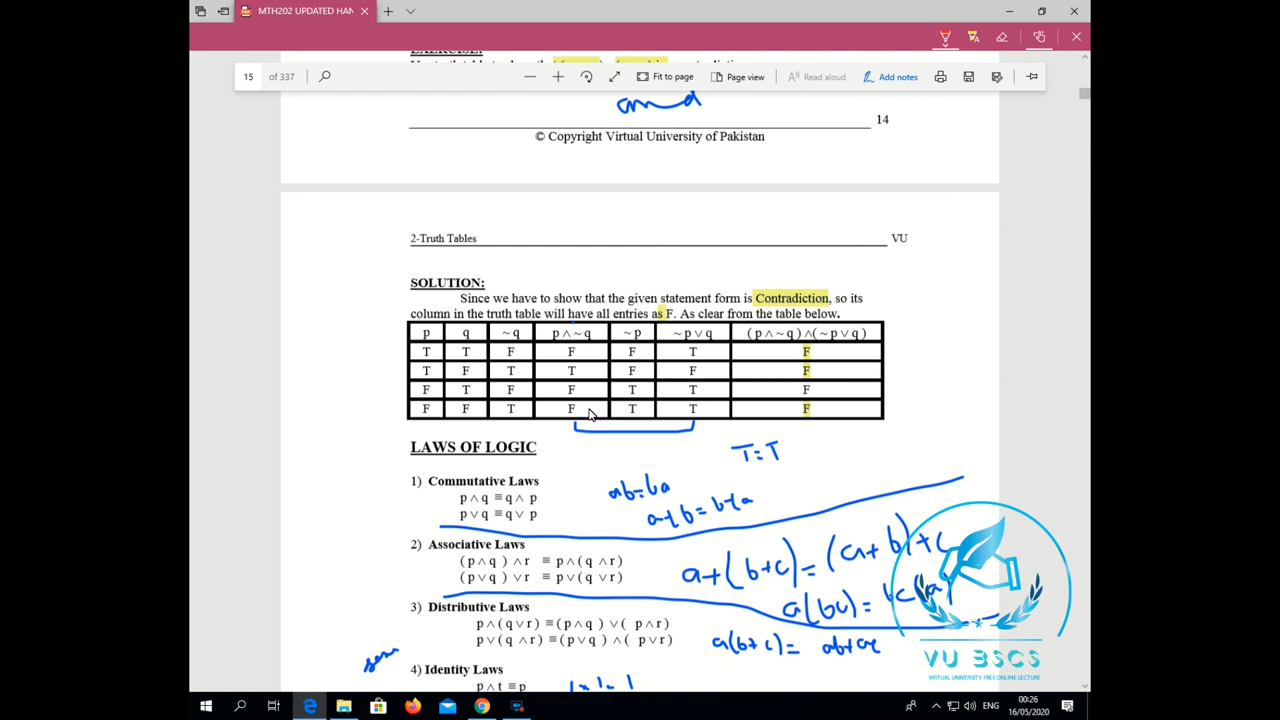 MTH202 UPDATED HAN
EXERCISE:
15 of 337
Fit to page
Page view
Read aloud
Add notes
and
14
© Copyright Virtual University of Pakistan
2-Truth Tables VU
SOLUTION:
Since we have to show that the given statement form is Contradiction, so its
column in the truth table will have all entries as F. As clear from the table below.
p q ~ q p ∧ ~ q ~ p ~ p ∨ q ( p ∧ ~ q ) ∧(~ p ∨ q )
T T F F F T F
T F T T F F F
F T F F T T F
F F T F T T F
T=T
LAWS OF LOGIC
1) Commutative Laws
p ∧ q ≡ q ∧ p
p ∨ q ≡ q ∨ p
ab=ba
a+b=b+a
2) Associative Laws
( p ∧ q ) ∧ r ≡ p ∧ ( q ∧ r )
( p ∨ q ) ∨ r ≡ p ∨ ( q ∨ r )
a+(b+c)=(a+b)+c
3) Distributive Laws
p ∧ ( q ∨ r ) ≡ ( p ∧ q ) ∨ ( p ∧ r )
p ∨ ( q ∧ r ) ≡ ( p ∨ q ) ∧ ( p ∨ r )
a(b+c)= ab+ac
4) Identity Laws
p ∧ t ≡ p
VU BSCS
VIRTUAL UNIVERSITY FREE ONLINE LECTURE
ENG
00:26
16/05/2020